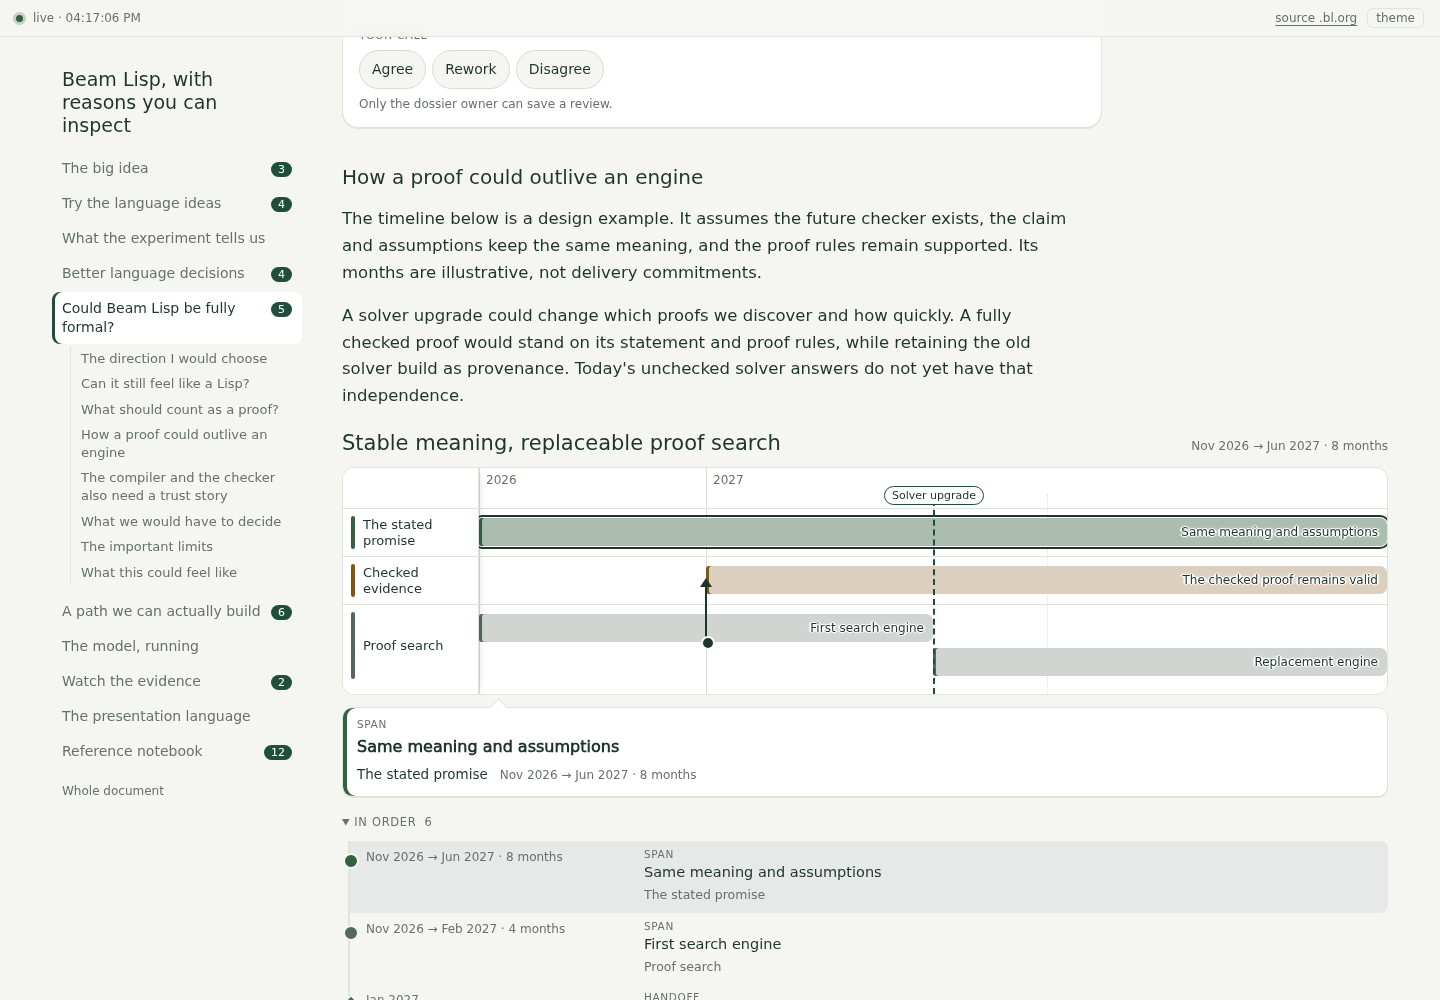 live · 04:17:06 PM
source .bl.org
theme
Beam Lisp, with
reasons you can
inspect
The big idea 3
Try the language ideas 4
What the experiment tells us
Better language decisions 4
Could Beam Lisp be fully
formal? 5
The direction I would choose
Can it still feel like a Lisp?
What should count as a proof?
How a proof could outlive an
engine
The compiler and the checker
also need a trust story
What we would have to decide
The important limits
What this could feel like
A path we can actually build 6
The model, running
Watch the evidence 2
The presentation language
Reference notebook 12
Whole document
YOUR CALL
Agree Rework Disagree
Only the dossier owner can save a review.
How a proof could outlive an engine
The timeline below is a design example. It assumes the future checker exists, the claim
and assumptions keep the same meaning, and the proof rules remain supported. Its
months are illustrative, not delivery commitments.
A solver upgrade could change which proofs we discover and how quickly. A fully
checked proof would stand on its statement and proof rules, while retaining the old
solver build as provenance. Today's unchecked solver answers do not yet have that
independence.
Stable meaning, replaceable proof search
Nov 2026 → Jun 2027 · 8 months
2026 2027
Solver upgrade
The stated
promise
Same meaning and assumptions
Checked
evidence
The checked proof remains valid
Proof search
First search engine
Replacement engine
SPAN
Same meaning and assumptions
The stated promise Nov 2026 → Jun 2027 · 8 months
▼ IN ORDER 6
Nov 2026 → Jun 2027 · 8 months
SPAN
Same meaning and assumptions
The stated promise
Nov 2026 → Feb 2027 · 4 months
SPAN
First search engine
Proof search
Jan 2027
HANDOFF